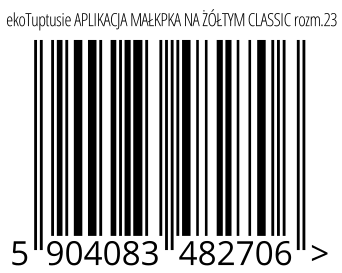 ekoTuptusie APLIKACJA MAŁKPKA NA ŻÓŁTYM CLASSIC rozm.23
5 904083 482706 >